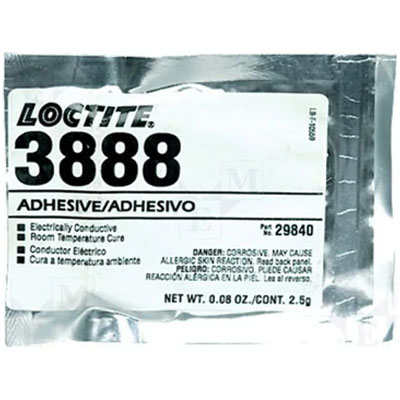 LOCTITE®
3888
ADHESIVE/ADHESIVO
Electrically Conductive
Room Temperature Cure
Conductor Eléctrico
Cura a temperatura ambiente
Part No. 29840
DANGER: CORROSIVE. MAY CAUSE
ALLERGIC SKIN REACTION. Read back panel.
PELIGRO: CORROSIVO. PUEDE CAUSAR
REACCIÓN ALÉRGICA EN LA PIEL. Lea al reverso.
NET WT. 0.08 OZ./CONT. 2.5g